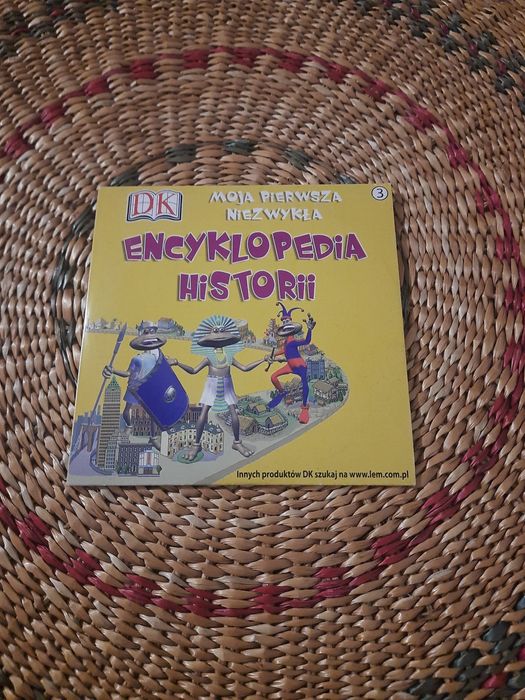 DK
MOJA PIERWSZA
NIEZWYKŁA
3
ENCYKLOPEDIA
HISTORII
Innych produktów DK szukaj na www.lem.com.pl